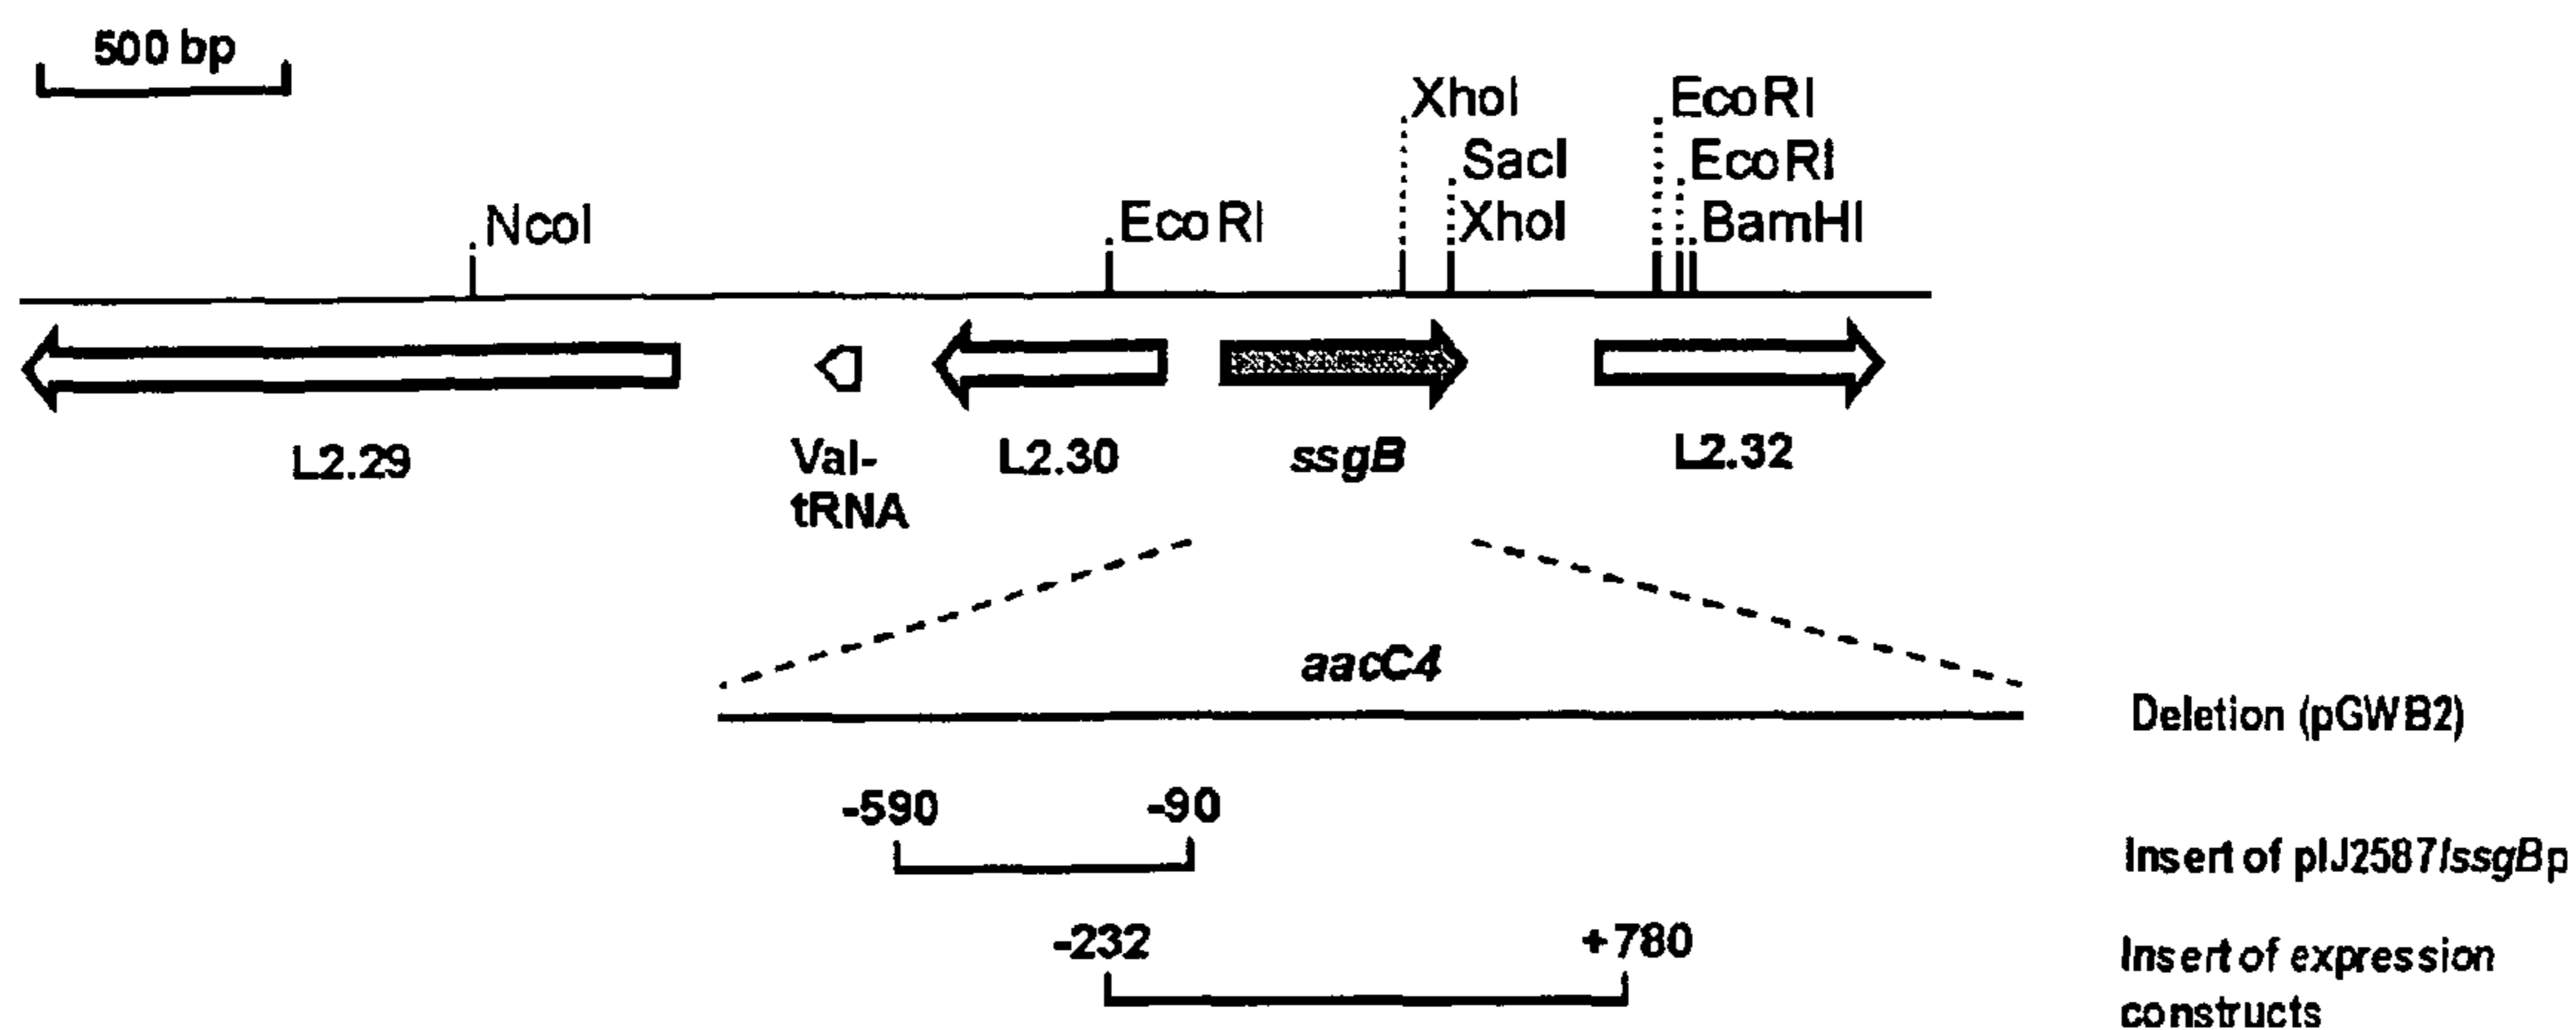 500 bp
XhoI
EcoRI
SacI
EcoRI
NcoI
EcoRI
XhoI
BamHI
L2.29
Val-
tRNA
L2.30
ssgB
L2.32
aacC4
Deletion (pGWB2)
-590
-90
Insert of pIJ2587/ssgBp
-232
+780
Insert of expression
constructs